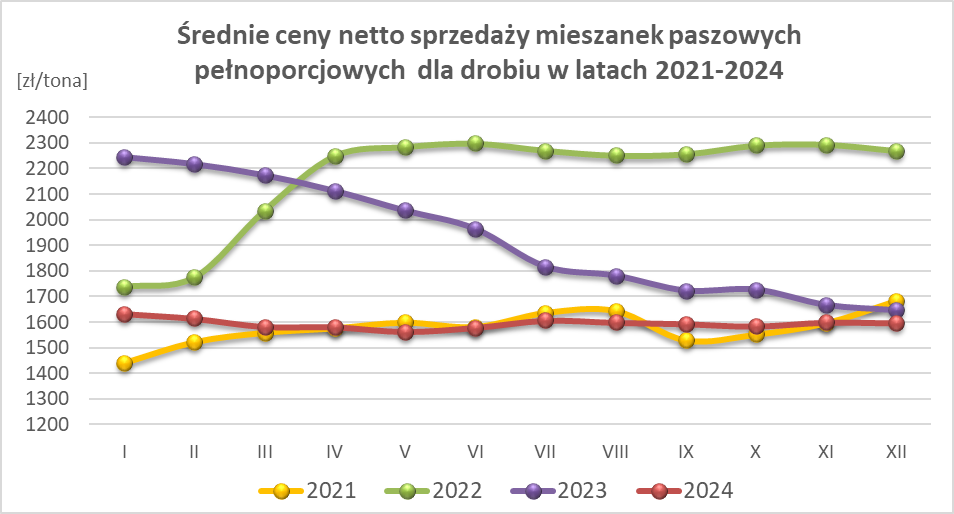 Średnie ceny netto sprzedaży mieszanek paszowych
pełnoporcjowych dla drobiu w latach 2021-2024
[zł/tona]
2400
2300
2200
2100
2000
1900
1800
1700
1600
1500
1400
1300
1200
I II III IV V VI VII VIII IX X XI XII
2021 2022 2023 2024